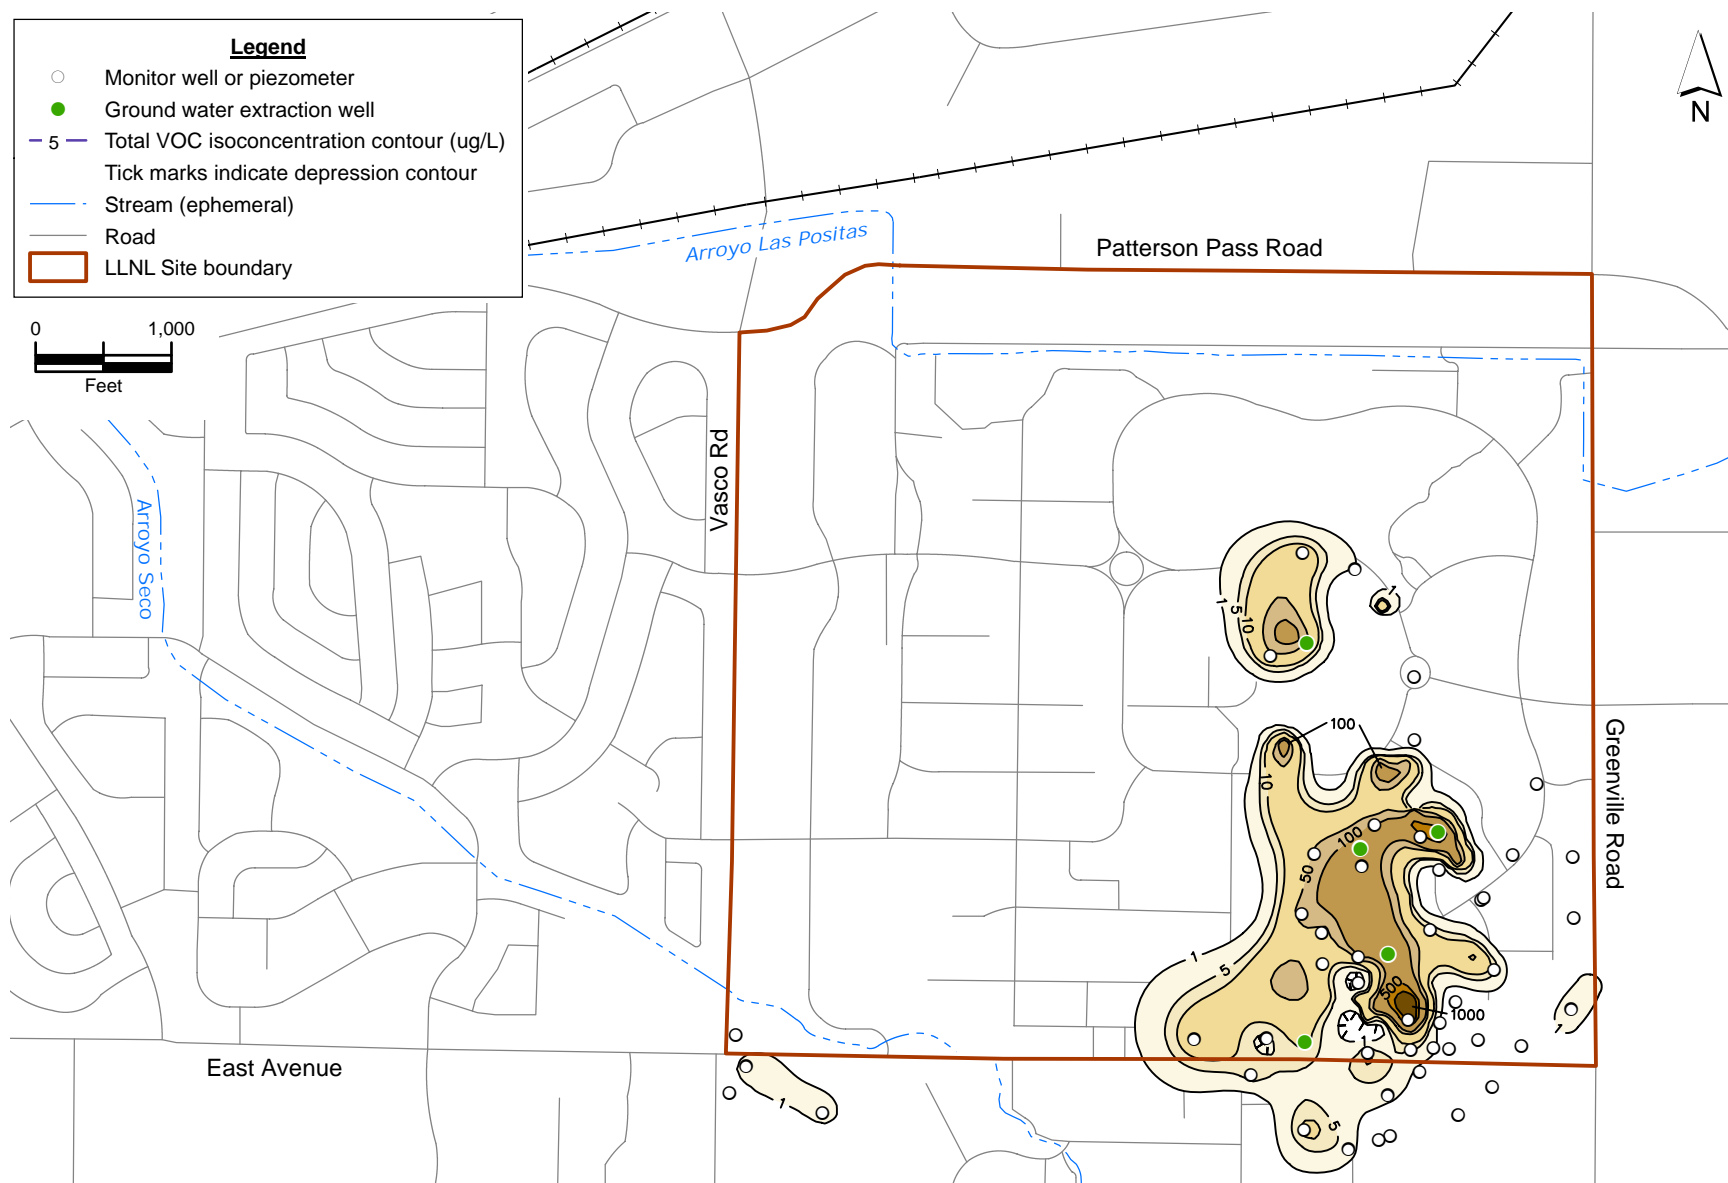 Legend
Monitor well or piezometer
Ground water extraction well
5 Total VOC isoconcentration contour (ug/L)
Tick marks indicate depression contour
Stream (ephemeral)
Road
LLNL Site boundary
0 1,000
Feet
N
Arroyo Las Positas
Patterson Pass Road
Vasco Rd
Arroyo Seco
Greenville Road
East Avenue
1
5
10
1
100
10
100
50
1
5
500
1000
1
1
1
5